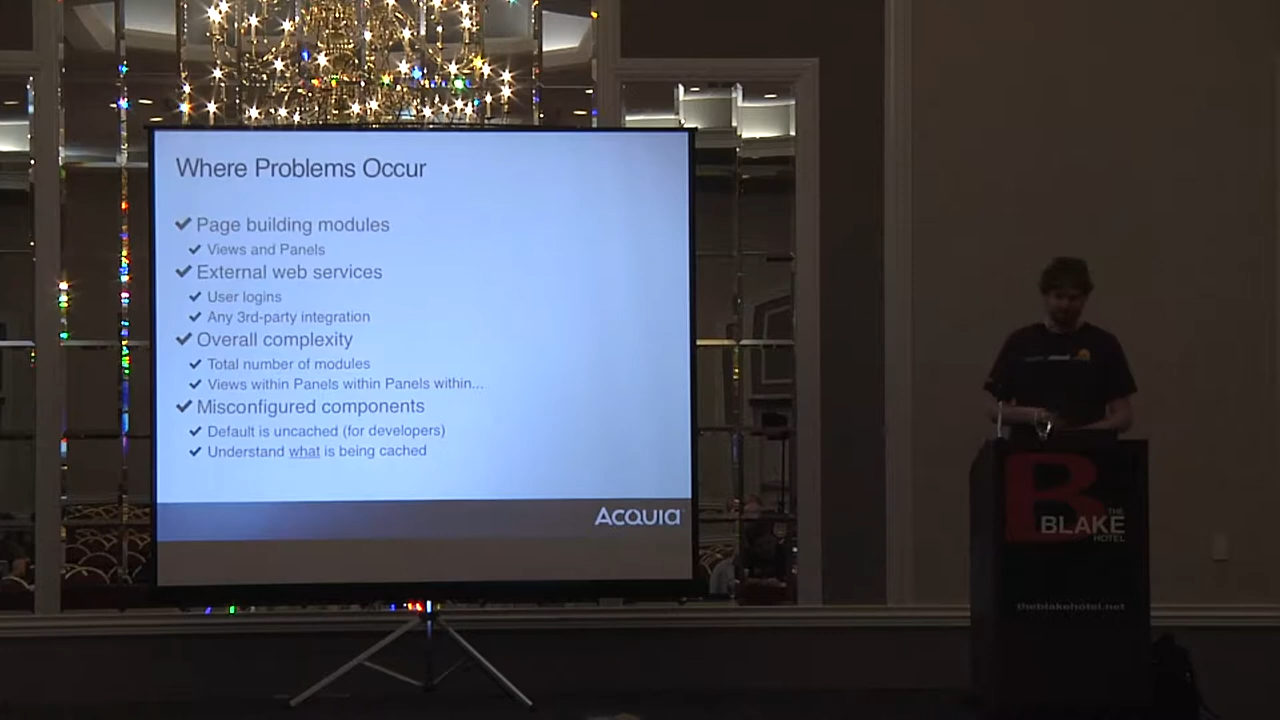 Where Problems Occur
Page building modules
Views and Panels
External web services
User logins
Any 3rd-party integration
Overall complexity
Total number of modules
Views within Panels within Panels within...
Misconfigured components
Default is uncached (for developers)
Understand what is being cached
Acquia
B
THE
BLAKE
HOTEL
theblakehotel.net